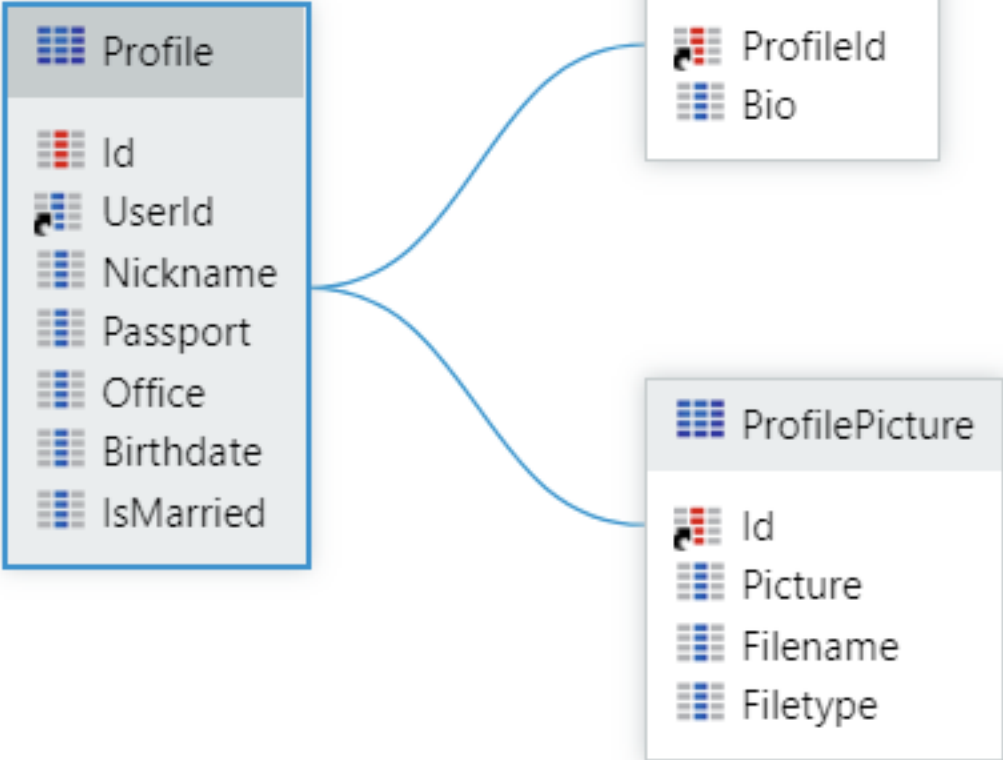 Profile
Id
UserId
Nickname
Passport
Office
Birthdate
IsMarried
ProfileId
Bio
ProfilePicture
Id
Picture
Filename
Filetype